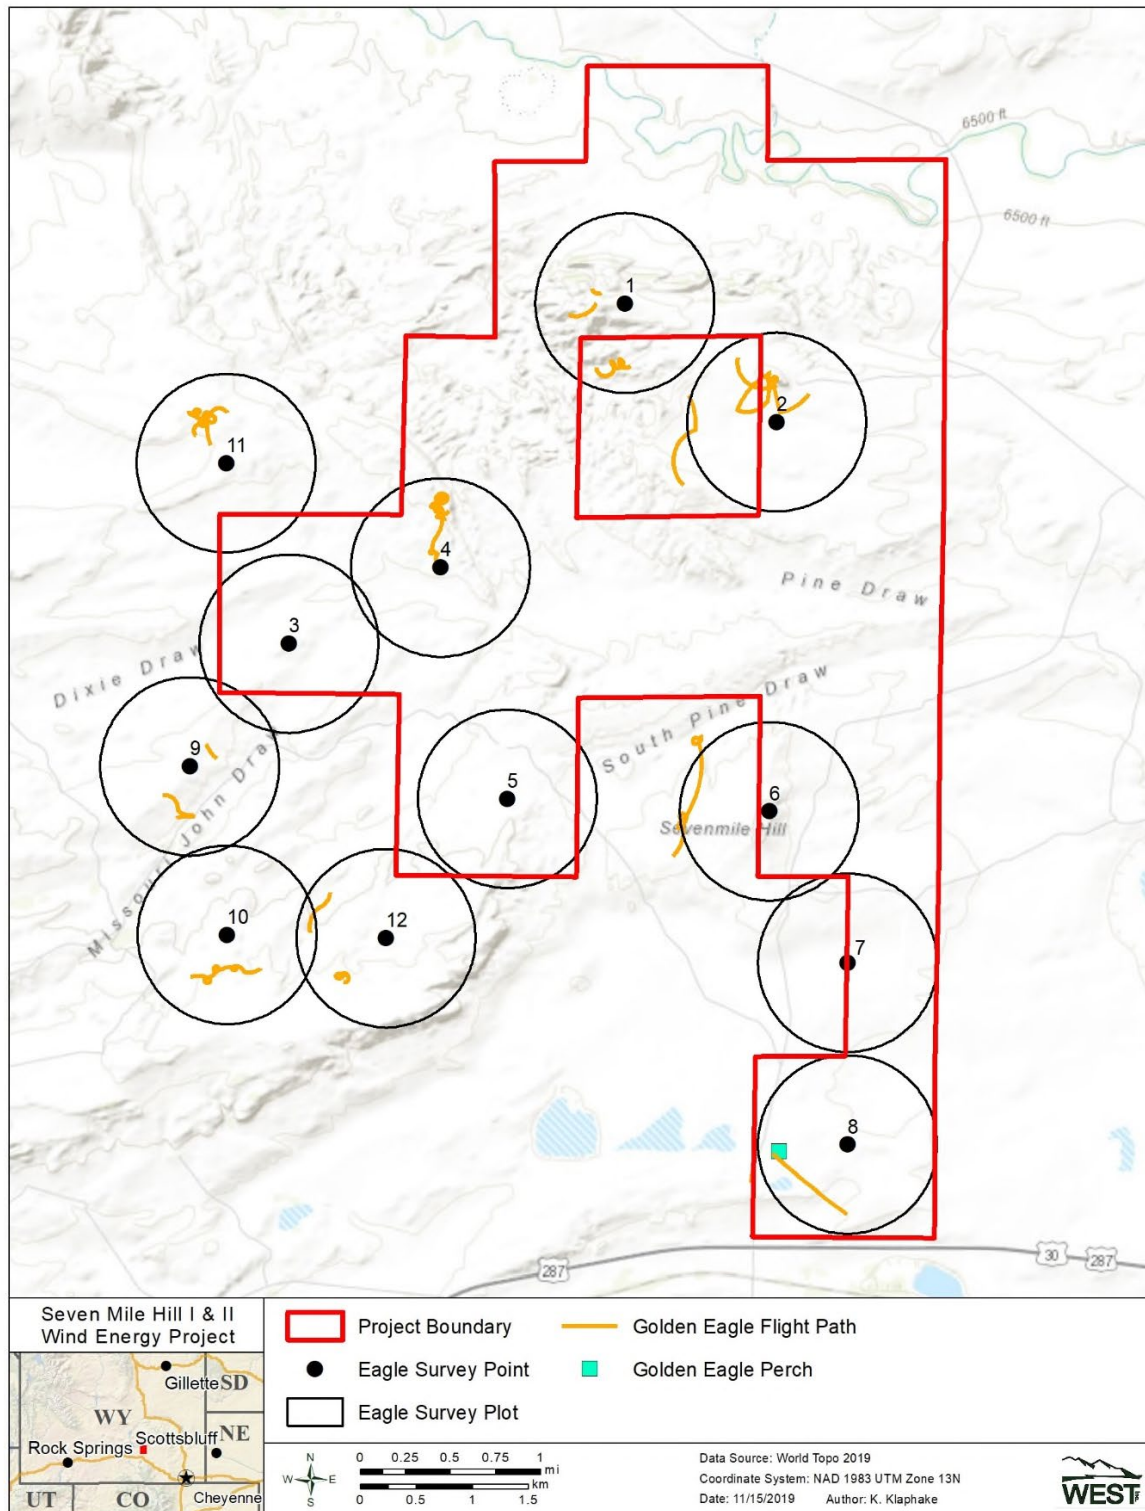 6500 ft
6500 ft
1
2
11
4
3
Pine Draw
Dixie Draw
South Pine Draw
9
5
6
Sevenmile Hill
Missouri John Draw
10
12
7
8
287
30
287
Seven Mile Hill I & II
Wind Energy Project
Gillette
SD
WY
NE
Scottsbluff
Rock Springs
UT
CO
Cheyenne
Project Boundary
Golden Eagle Flight Path
Eagle Survey Point
Golden Eagle Perch
Eagle Survey Plot
N
W
E
S
0 0.25 0.5 0.75 1
mi
km
0 0.5 1 1.5
Data Source: World Topo 2019
Coordinate System: NAD 1983 UTM Zone 13N
Date: 11/15/2019 Author: K. Klaphake
WEST